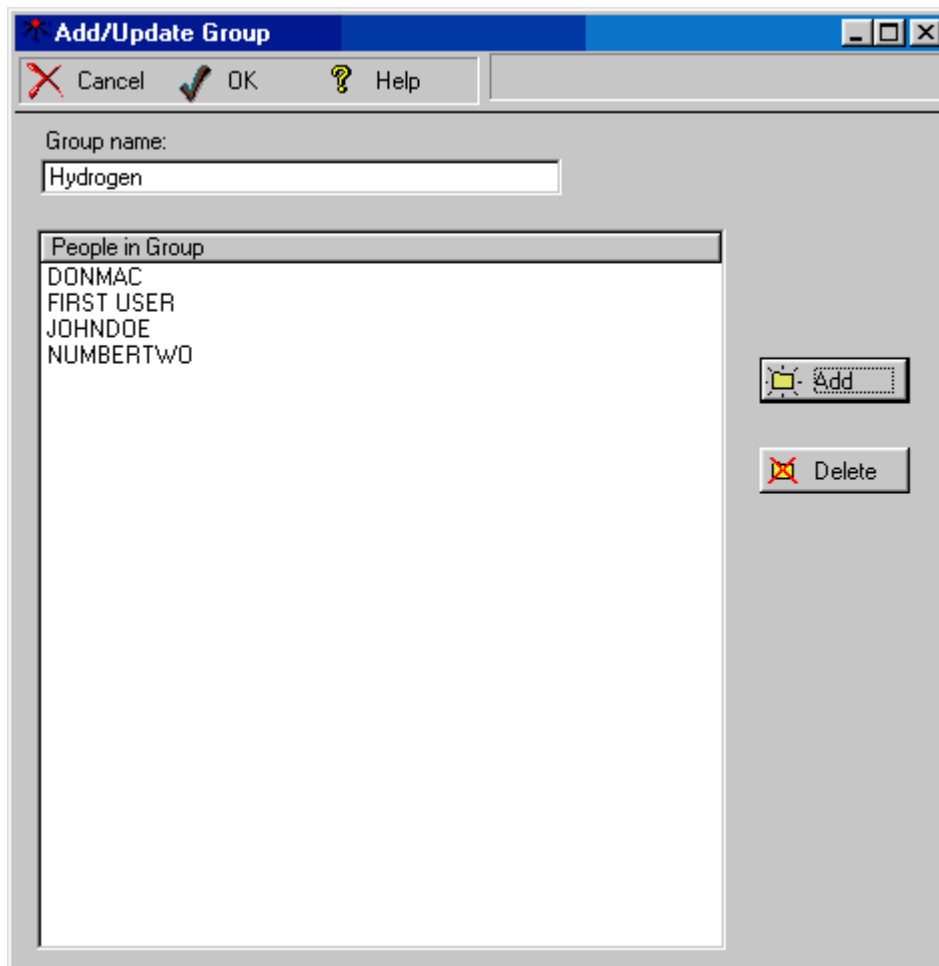 Add/Update Group
Cancel OK Help
Group name:
Hydrogen
People in Group
DONMAC
FIRST USER
JOHNDOE
NUMBERTWO
Add
Delete